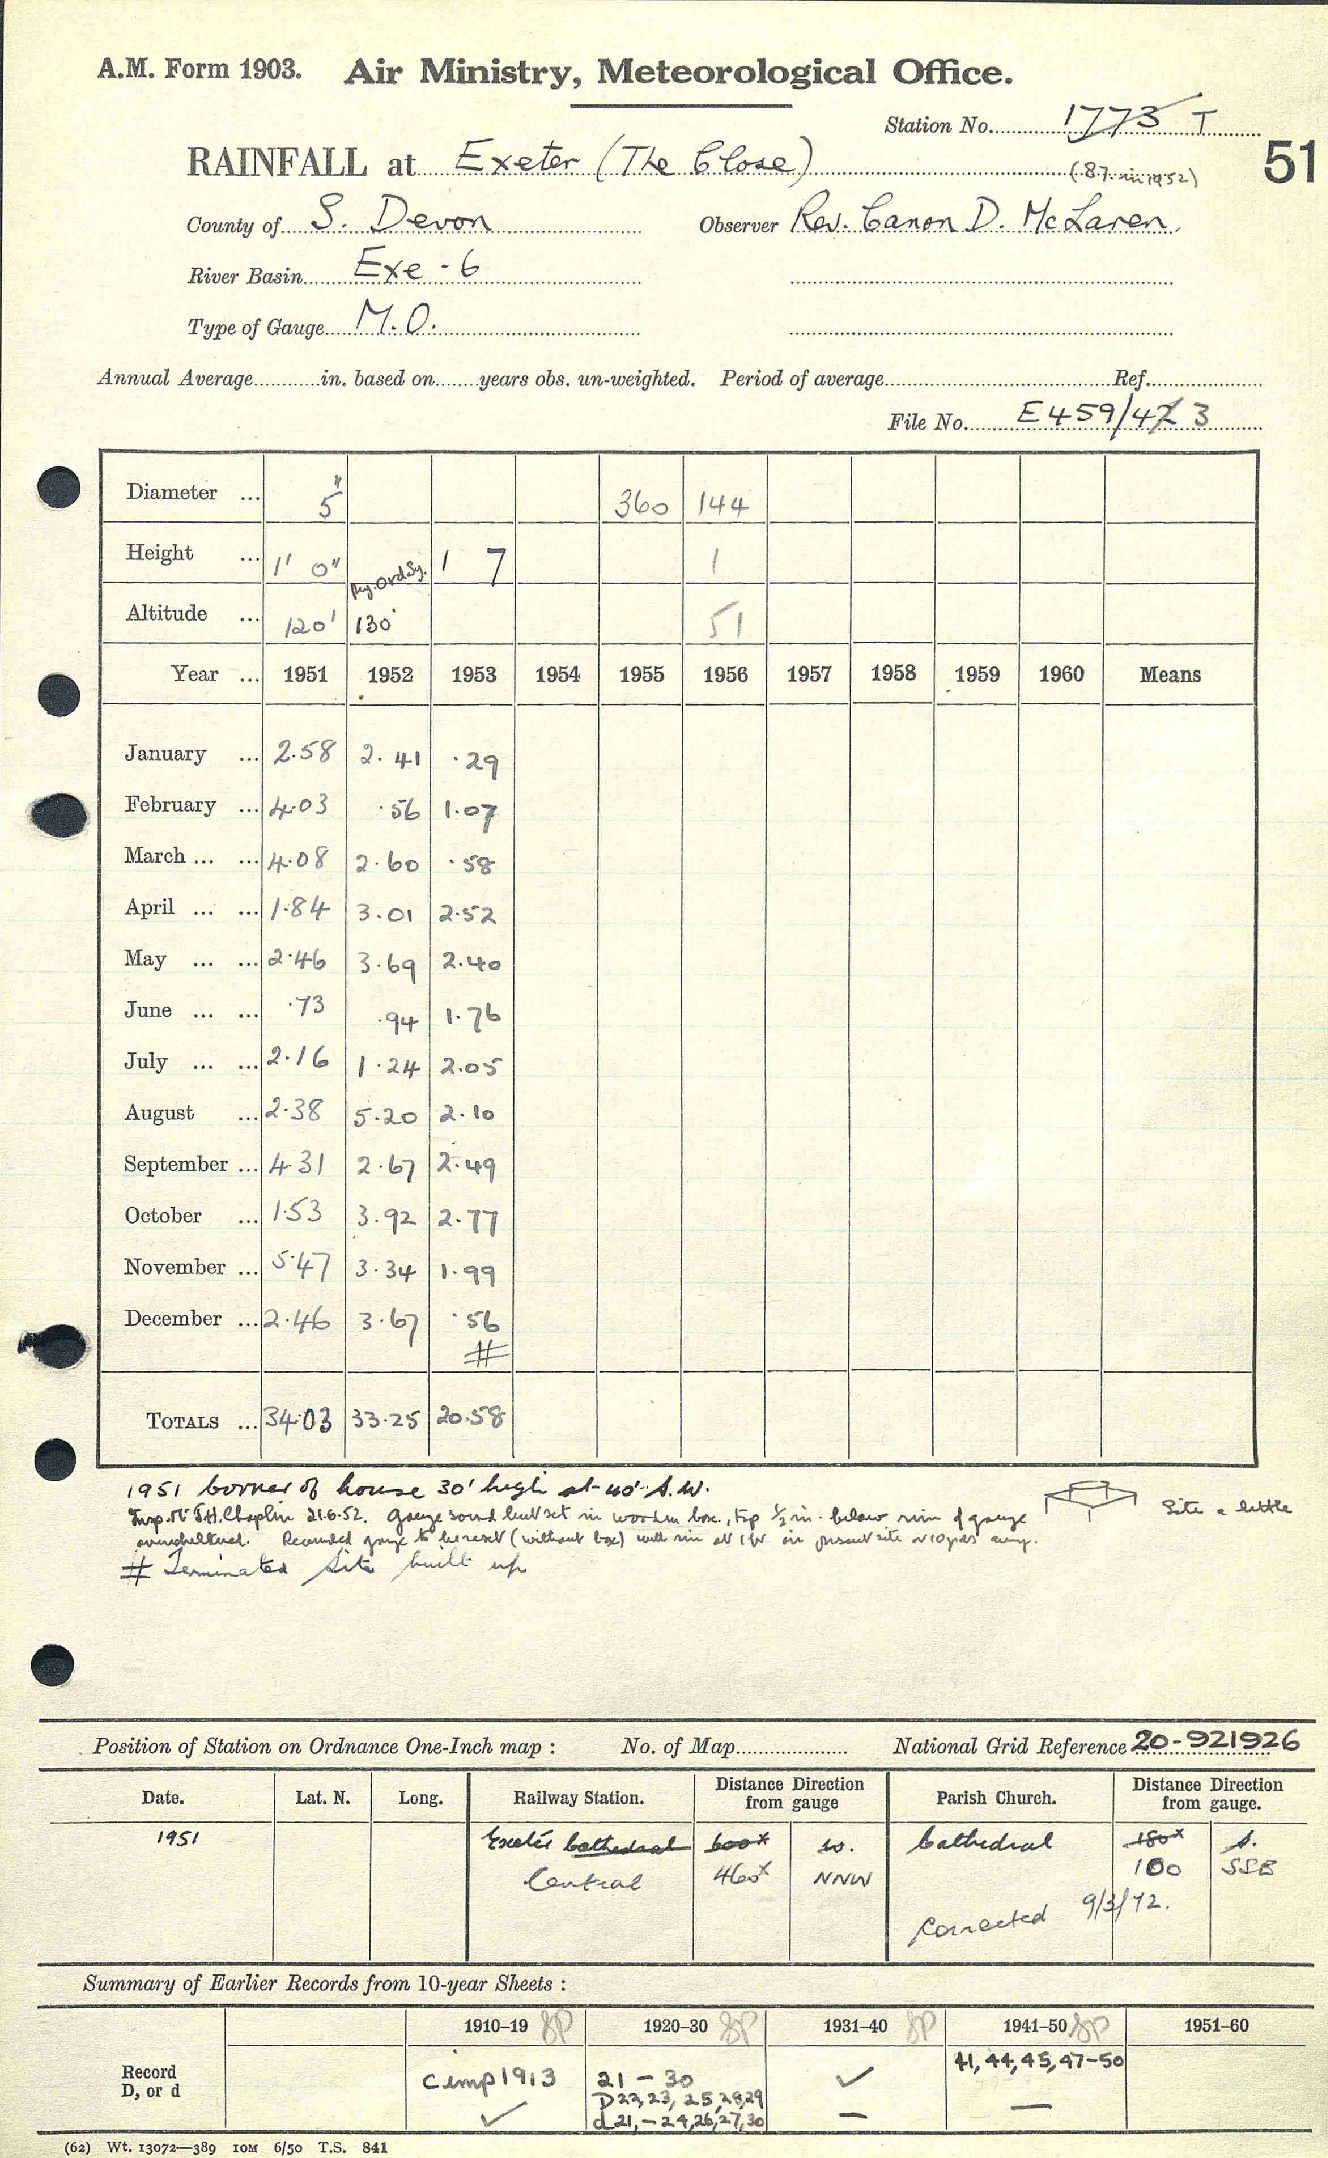 A.M. Form 1903. Air Ministry, Meteorological Office.
Station No. 1773 T
51
RAINFALL at Exeter (The Close) (.87. in 1952)
County of S. Devon Observer Rev. Canon D. McLaren.
River Basin Exe - 6
Type of Gauge M.O.
Annual Average in. based on years obs. un-weighted. Period of average Ref.
File No. E459/42 3
Diameter ... 5" 360 144
Height ... 1' 0" 1 7 1
Altitude ... 120' 130' 51
Year ... 1951 1952 1953 1954 1955 1956 1957 1958 1959 1960 Means
January ... 2.58 2.41 .29
February ... 4.03 .56 1.07
March ... ... 4.08 2.60 .58
April ... ... 1.84 3.01 2.52
May ... ... 2.46 3.69 2.40
June ... ... .73 .94 1.76
July ... ... 2.16 1.24 2.05
August ... 2.38 5.20 2.10
September ... 4.31 2.67 2.49
October ... 1.53 3.92 2.77
November ... 5.47 3.34 1.99
December ... 2.46 3.67 .56
#
TOTALS ... 34.03 33.25 20.58
1951 Corner of house 30' high at 40' S.W.
Insp. Mr J.H. Chaplin 21.6.52. Gauge sound but set in wooden box, top ½ in. below rim of gauge Site a little
oversheltered. gauge to be reset (without box) with rim at 1 ft. in present site or 10 yds away.
# Terminated Site built up
Position of Station on Ordnance One-Inch map : No. of Map National Grid Reference 20-921926
Date. Lat. N. Long. Railway Station. Distance from gauge Direction Parish Church. Distance from gauge. Direction
1951 Exeter Cathedral 600x W. Cathedral 180x S.
Central 460x NNW 100 SSE
Corrected 9/3/72.
Summary of Earlier Records from 10-year Sheets :
1910–19 1920–30 1931–40 1941–50 1951–60
Record
D, or d
c imp 1913 21 – 30 ✓ 41, 44, 45, 47–50
✓ D 22, 23, 25, 28, 29 — —
d 21, – 24, 26, 27, 30
(62) Wt. 13072—389 10M 6/50 T.S. 841